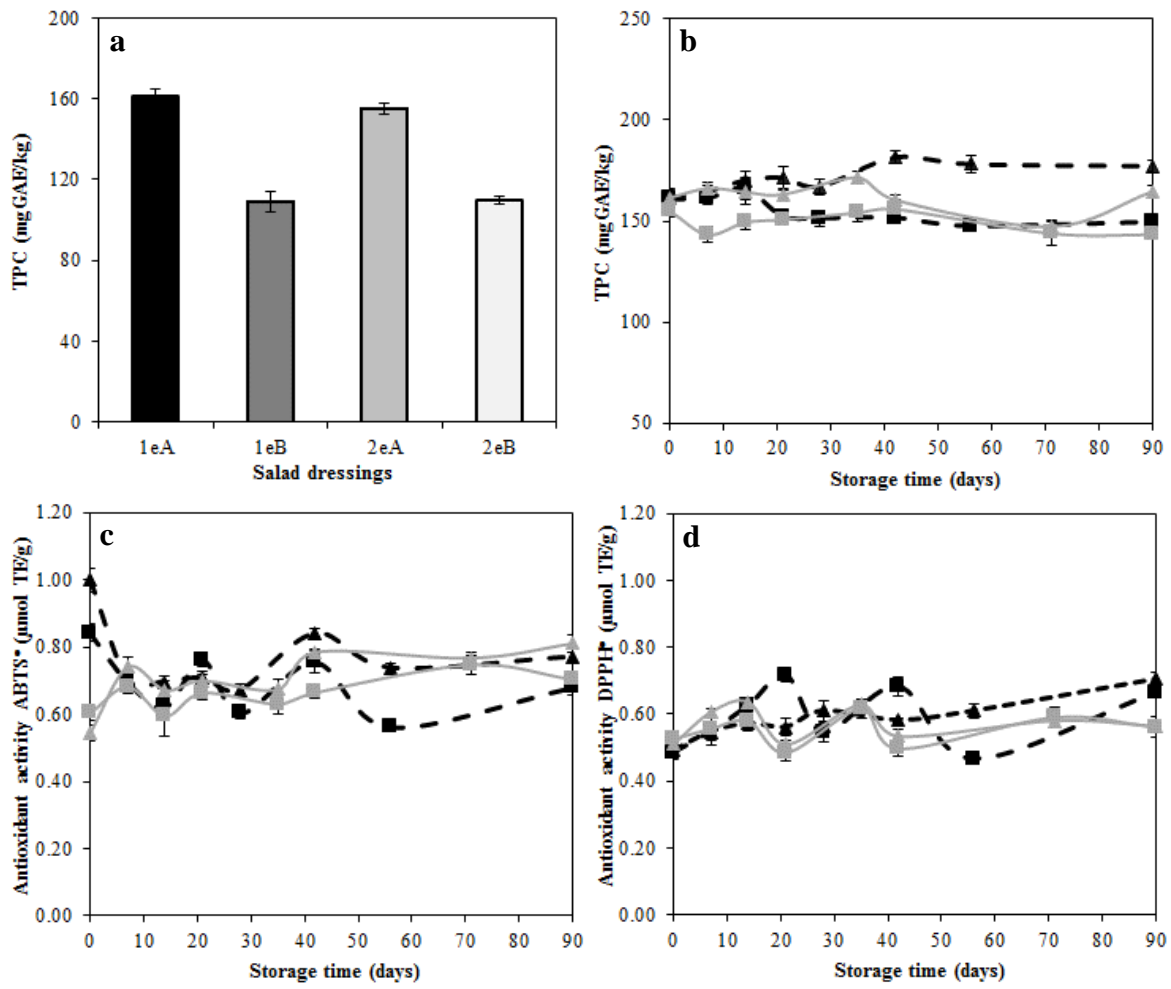 a
TPC (mgGAE/kg)
200
160
120
80
40
0
1eA 1eB 2eA 2eB
Salad dressings
b
TPC (mgGAE/kg)
250
200
150
100
50
0 10 20 30 40 50 60 70 80 90
Storage time (days)
c
Antioxidant activity ABTS• (µmol TE/g)
1.20
1.00
0.80
0.60
0.40
0.20
0.00
0 10 20 30 40 50 60 70 80 90
Storage time (days)
d
Antioxidant activity DPPH• (µmol TE/g)
1.20
1.00
0.80
0.60
0.40
0.20
0.00
0 10 20 30 40 50 60 70 80 90
Storage time (days)